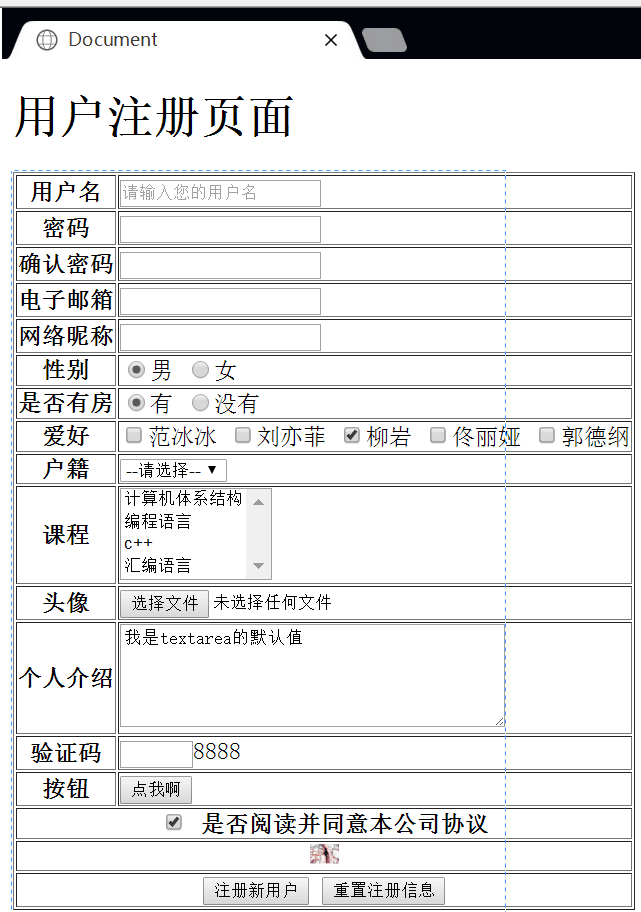 Document
用户注册页面
用户名 请输入您的用户名
密码
确认密码
电子邮箱
网络昵称
性别 男 女
是否有房 有 没有
爱好 范冰冰 刘亦菲 柳岩 佟丽娅 郭德纲
户籍 --请选择--
课程 计算机体系结构
编程语言
c++
汇编语言
头像 选择文件 未选择任何文件
个人介绍 我是textarea的默认值
验证码 8888
按钮 点我啊
是否阅读并同意本公司协议
注册新用户 重置注册信息